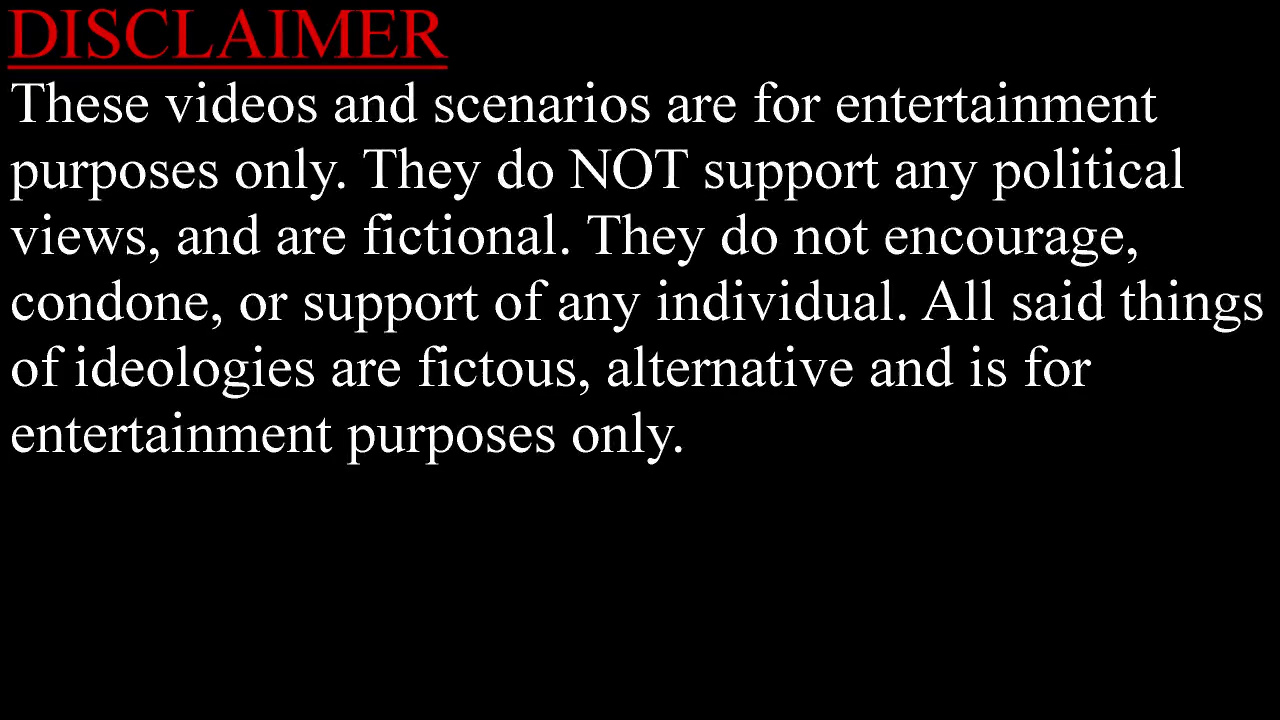 DISCLAIMER
These videos and scenarios are for entertainment
purposes only. They do NOT support any political
views, and are fictional. They do not encourage,
condone, or support of any individual. All said things
of ideologies are fictous, alternative and is for
entertainment purposes only.